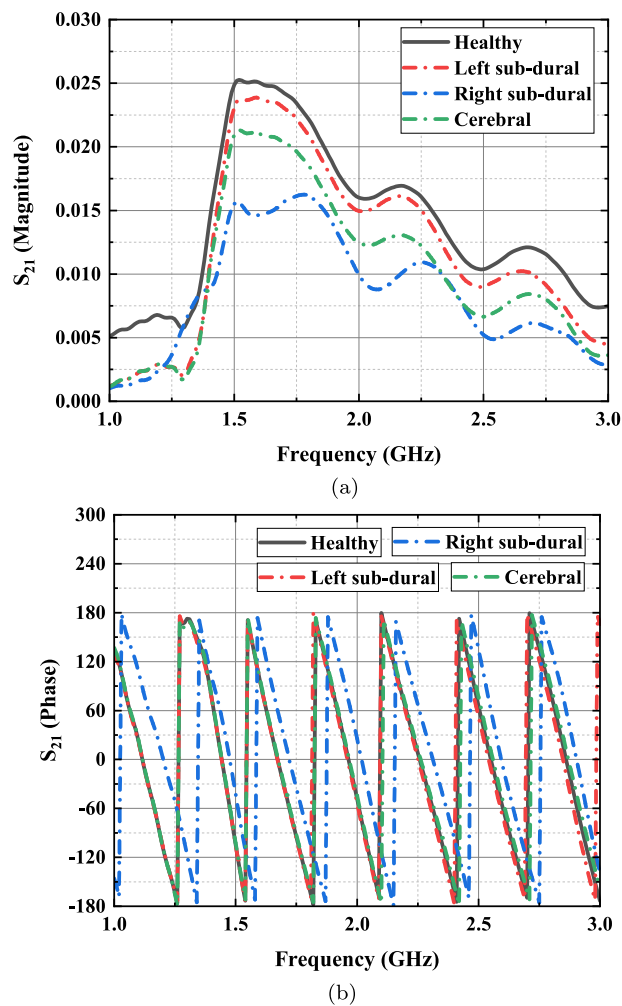 0.030
Healthy
0.025
Left sub-dural
Right sub-dural
0.020
Cerebral
0.015
S21 (Magnitude)
0.010
0.005
0.000
1.0 1.5 2.0 2.5 3.0
Frequency (GHz)
(a)
300
Healthy Right sub-dural
240
Left sub-dural Cerebral
180
120
60
S21 (Phase)
0
-60
-120
-180
1.0 1.5 2.0 2.5 3.0
Frequency (GHz)
(b)